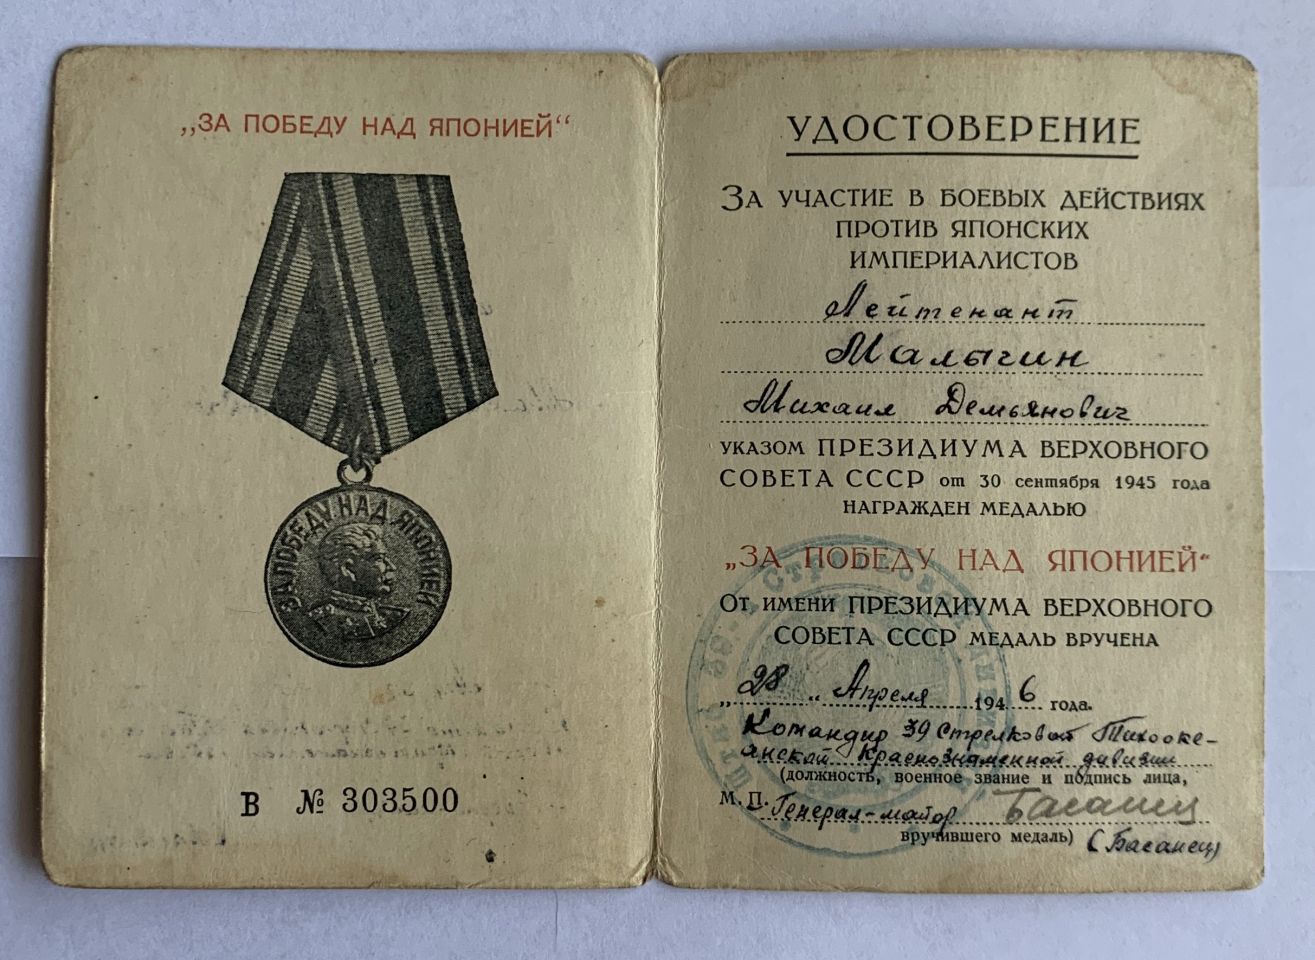 „ЗА ПОБЕДУ НАД ЯПОНИЕЙ“
ЗА ПОБЕДУ НАД ЯПОНИЕЙ
В № 303500
УДОСТОВЕРЕНИЕ
За участие в боевых действиях
против японских
империалистов
Лейтенант
Малыгин
Михаил Демьянович
указом ПРЕЗИДИУМА ВЕРХОВНОГО
СОВЕТА СССР от 30 сентября 1945 года
награжден медалью
„ЗА ПОБЕДУ НАД ЯПОНИЕЙ“
От имени ПРЕЗИДИУМА ВЕРХОВНОГО
СОВЕТА СССР медаль вручена
„28 „ Апреля 1946 года.
Командир 39 Стрелковой Тихооке-
анской Краснознаменной дивизии
(должность, военное звание и подпись лица,
М. П. Генерал-майор Басанец
вручившего медаль) (Басанец)